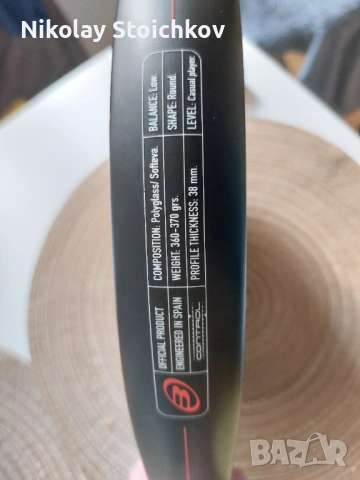 Nikolay Stoichkov
OFFICIAL PRODUCT
ENGINEERED IN SPAIN
CONTROL
COMPOSITION: Polyglass/ Softeva.
WEIGHT: 360-370 grs.
PROFILE THICKNESS: 38 mm.
BALANCE: Low.
SHAPE: Round.
LEVEL: Casual player.
BAZAR